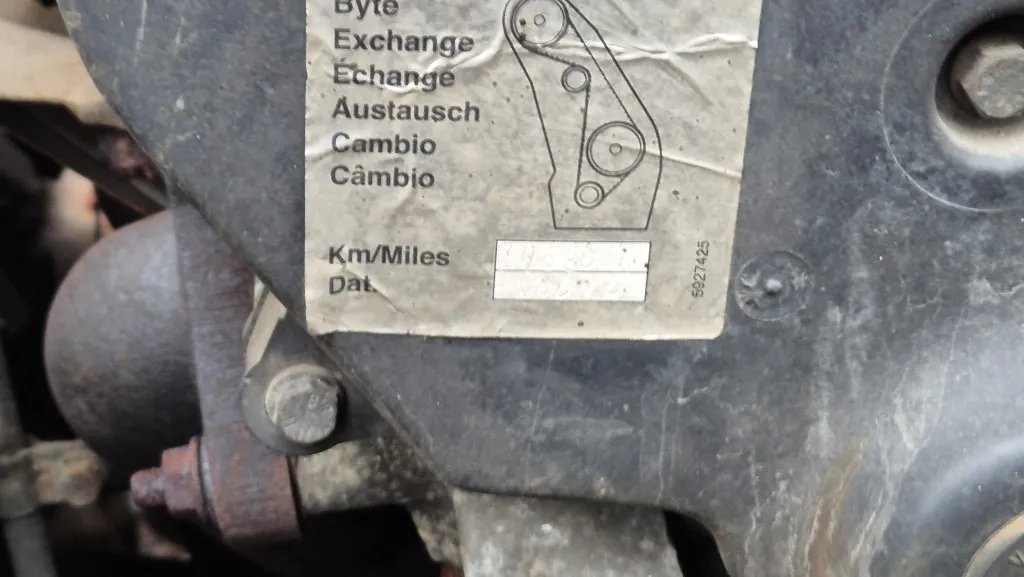 Byte
Exchange
Échange
Austausch
Cambio
Câmbio
Km/Miles
Dat.
5927425